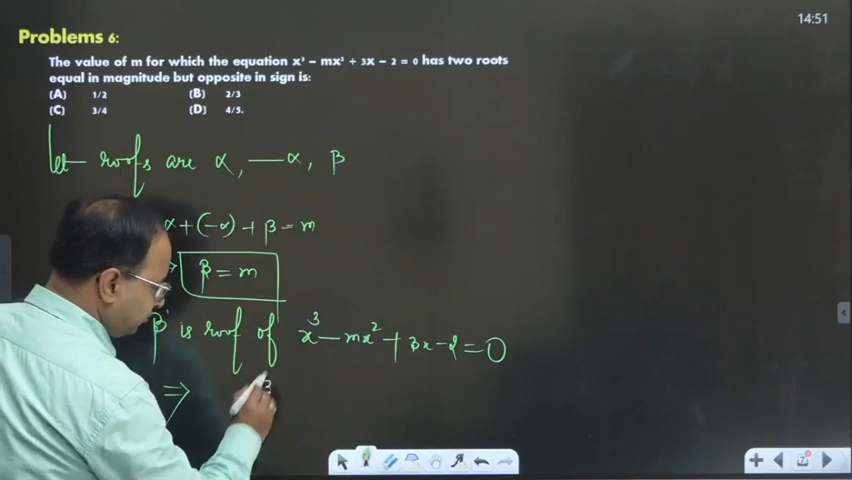 14:51
Problems 6:
The value of m for which the equation x³ – mx² + 3x – 2 = 0 has two roots
equal in magnitude but opposite in sign is:
(A) 1/2 (B) 2/3
(C) 3/4 (D) 4/5.
Let roots are α, —α, β
α + (-α) + β = m
β = m
β is root of x³ - mx² + 3x - 2 = 0
⇒